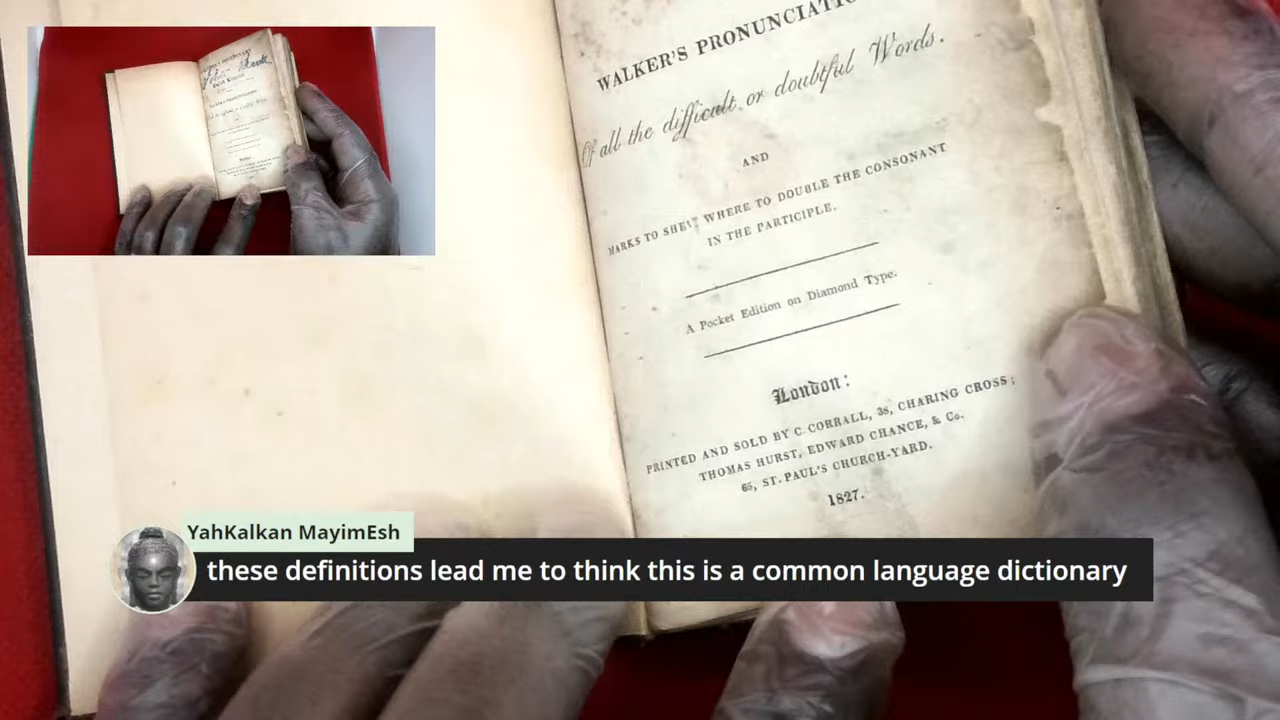 WALKER'S PRONUNCIATIO
Of all the difficult or doubtful Words.
AND
MARKS TO SHEW WHERE TO DOUBLE THE CONSONANT
IN THE PARTICIPLE.
A Pocket Edition on Diamond Type.
London:
PRINTED AND SOLD BY C. CORRALL, 38, CHARING CROSS;
THOMAS HURST, EDWARD CHANCE, & Co.
65, ST. PAUL'S CHURCH-YARD.
1827.
YahKalkan MayimEsh
these definitions lead me to think this is a common language dictionary